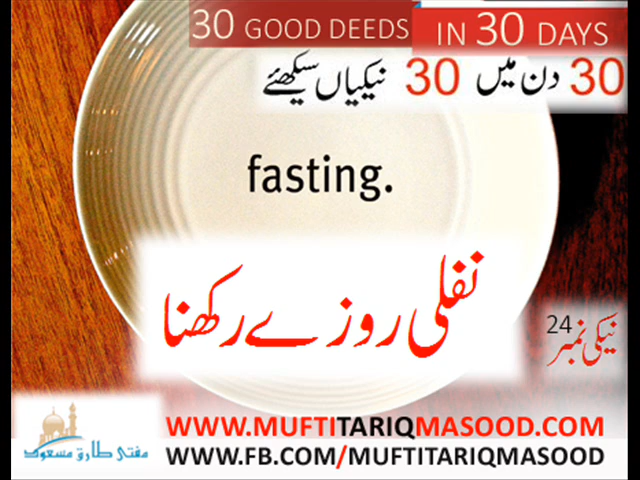 30 GOOD DEEDS IN 30 DAYS
30 دن میں 30 نیکیاں سیکھئے
fasting.
نفلی روزے رکھنا
نیکی نمبر 24
مفتی طارق مسعود
WWW.MUFTITARIQMASOOD.COM
WWW.FB.COM/MUFTITARIQMASOOD